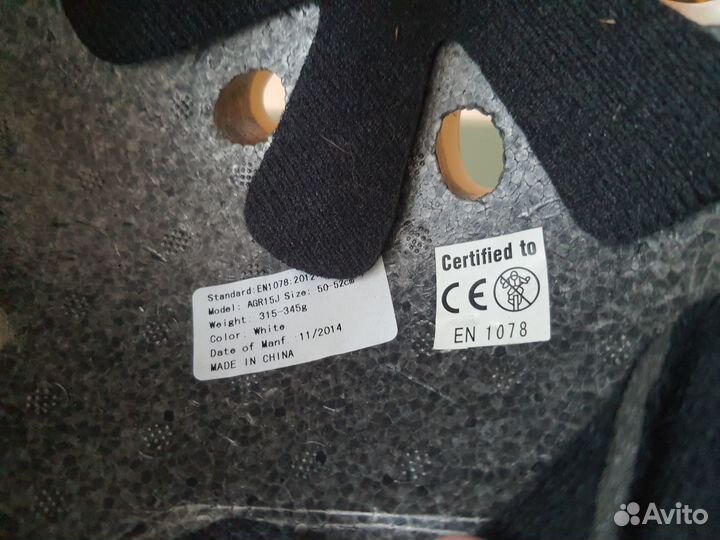 Standard:EN1078:2012
Model: AGR15J Size: 50-52cm
Weight: 315-345g
Color: White
Date of Manf.:11/2014
MADE IN CHINA
Certified to
CE
EN 1078
Avito